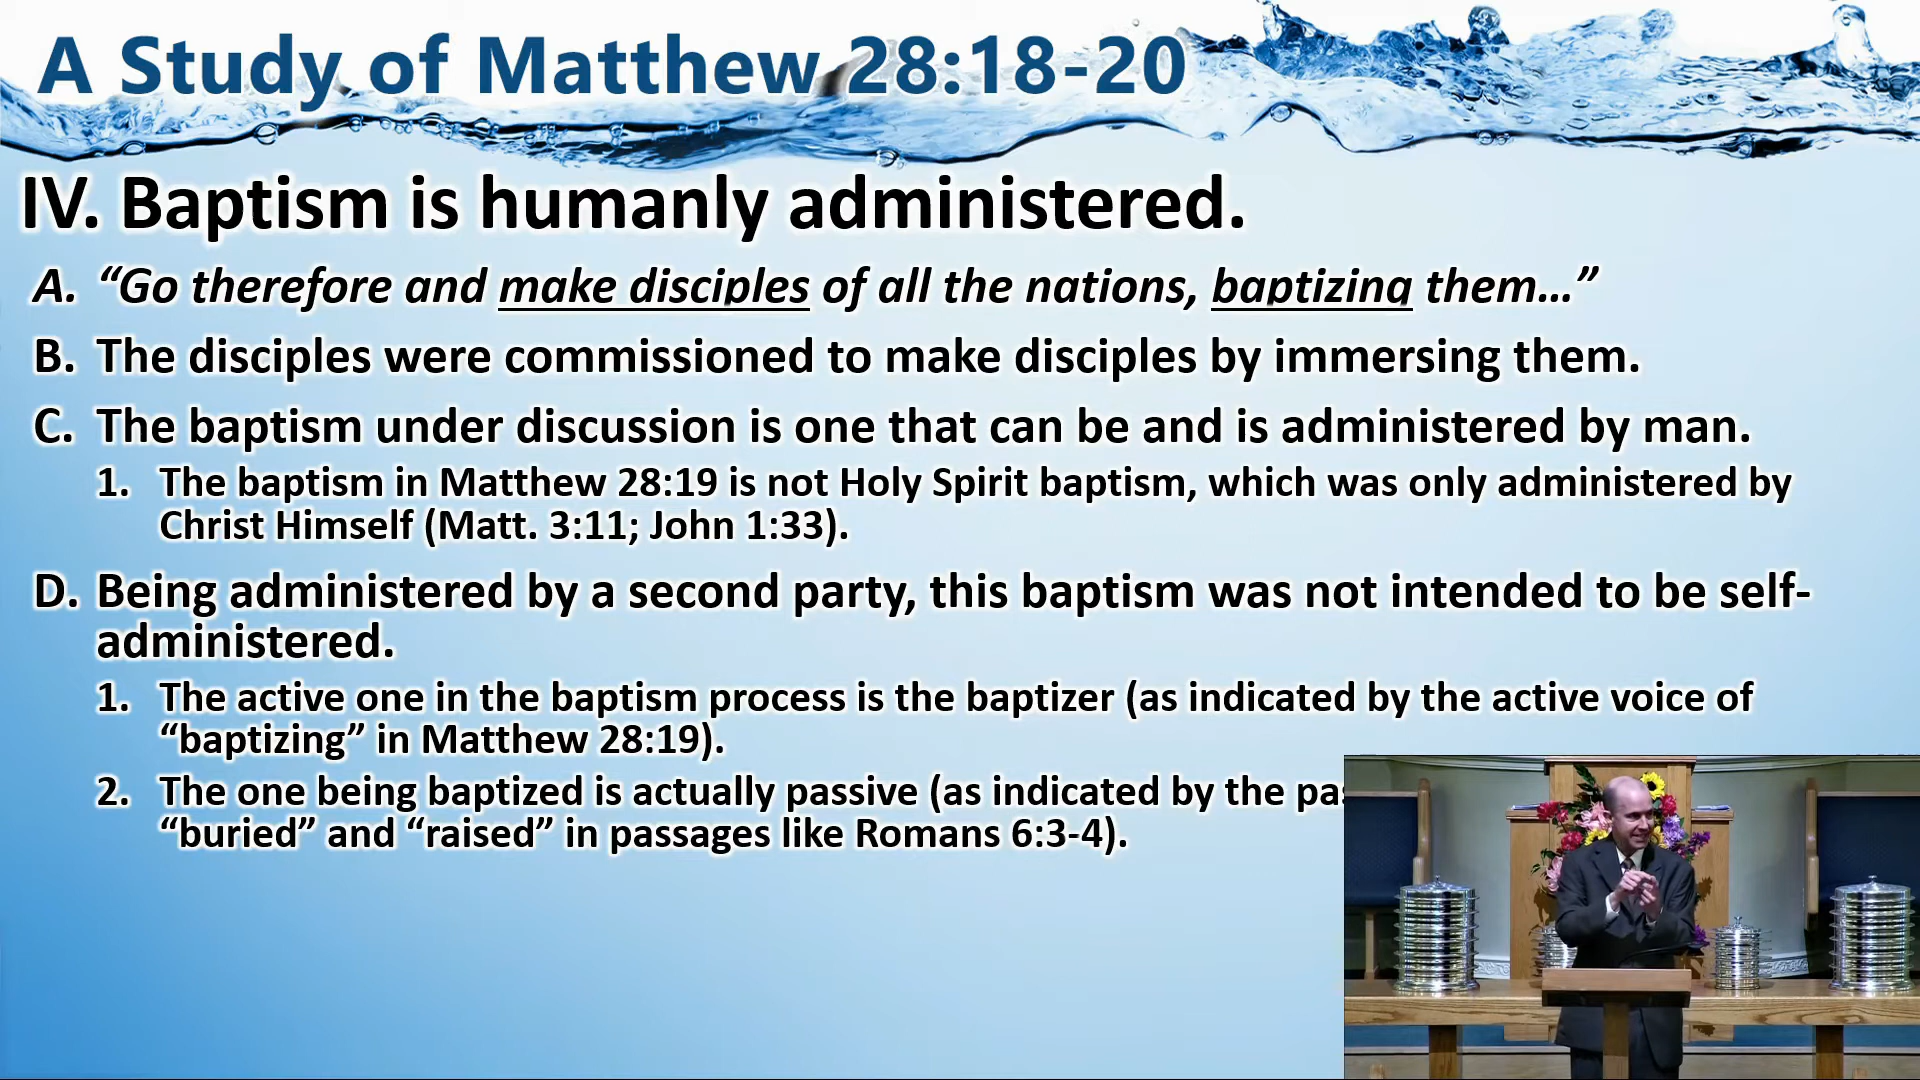 A Study of Matthew 28:18-20
IV. Baptism is humanly administered.
A. “Go therefore and make disciples of all the nations, baptizing them…”
B. The disciples were commissioned to make disciples by immersing them.
C. The baptism under discussion is one that can be and is administered by man.
1. The baptism in Matthew 28:19 is not Holy Spirit baptism, which was only administered by
Christ Himself (Matt. 3:11; John 1:33).
D. Being administered by a second party, this baptism was not intended to be self-
administered.
1. The active one in the baptism process is the baptizer (as indicated by the active voice of
“baptizing” in Matthew 28:19).
2. The one being baptized is actually passive (as indicated by the
“buried” and “raised” in passages like Romans 6:3-4).